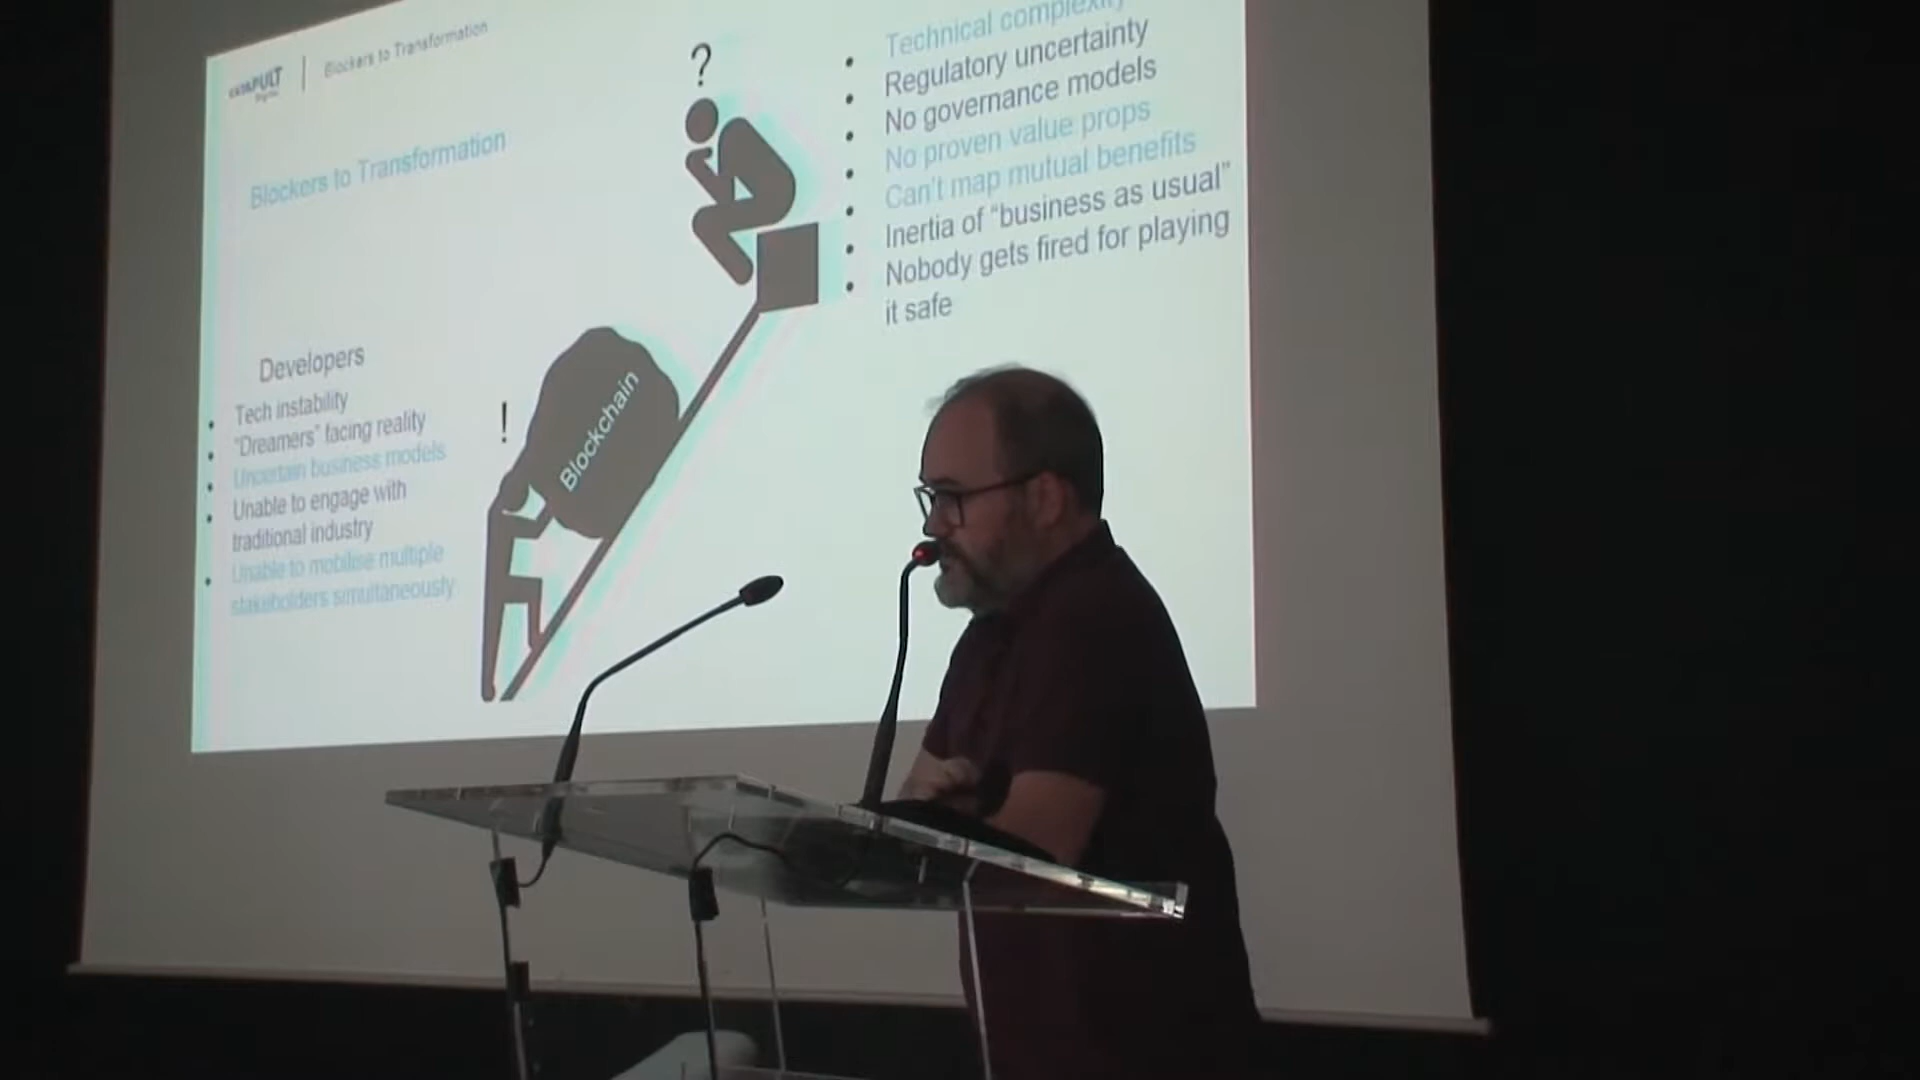 CATAPULT
Digital
Blockers to Transformation
Blockers to Transformation
?
Technical complexity
Regulatory uncertainty
No governance models
No proven value props
Can't map mutual benefits
Inertia of “business as usual”
Nobody gets fired for playing
it safe
Developers
Tech instability
“Dreamers” facing reality
Uncertain business models
Unable to engage with
traditional industry
Unable to mobilise multiple
stakeholders simultaneously
!
Blockchain